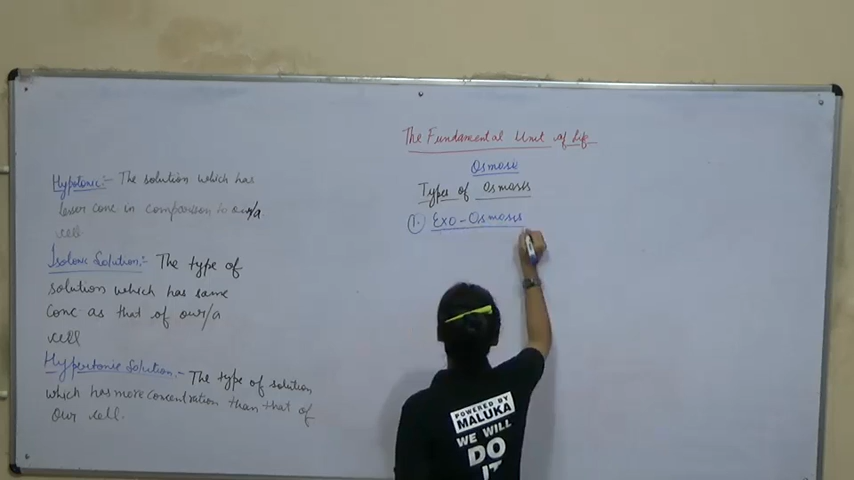 The Fundamental Unit of Life
Osmosis
Types of Osmosis
1. Exo-Osmosis
Hypotonic:- The solution which has
lesser conc in comparison to our/a
cell
Isotonic Solution:- The type of
solution which has same
conc as that of our/a
cell
Hypertonic Solution:- The type of solution
which has more concentration than that of
our cell.
POWERED BY
MALUKA
WE WILL
DO
IT